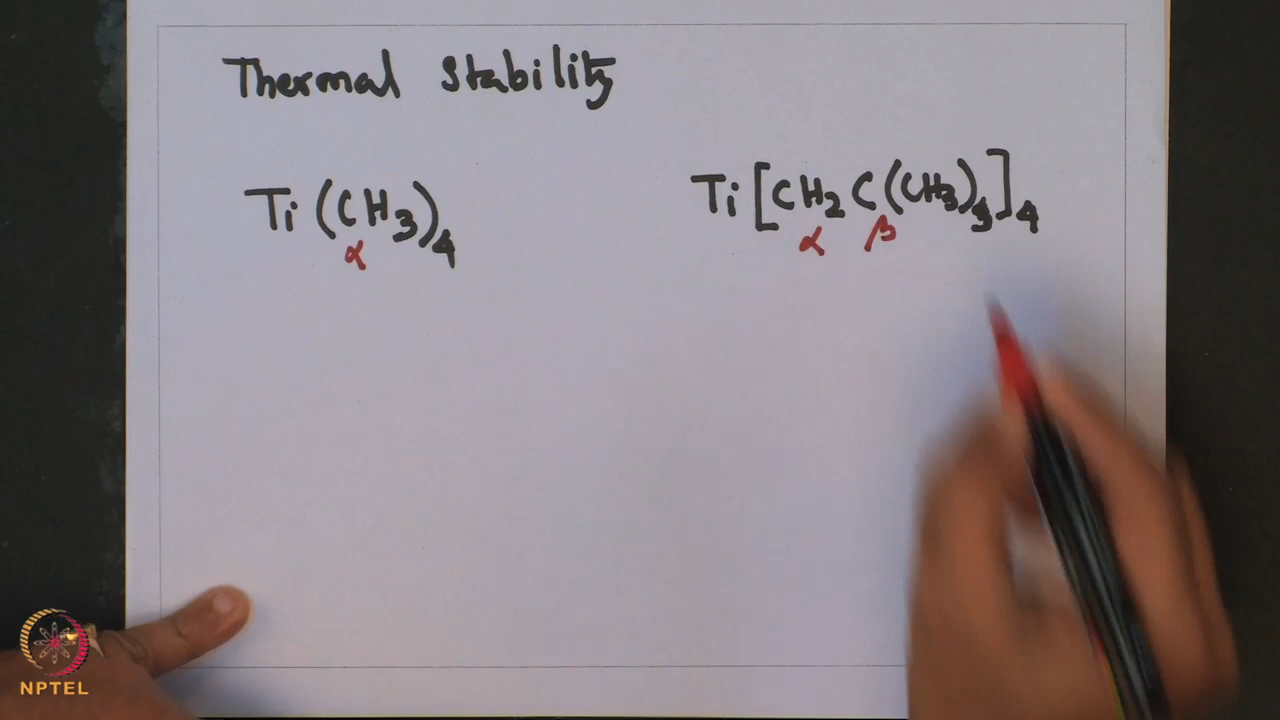 Thermal Stability
Ti(CH3)4 Ti[CH2C(CH3)3]4
α α β
NPTEL